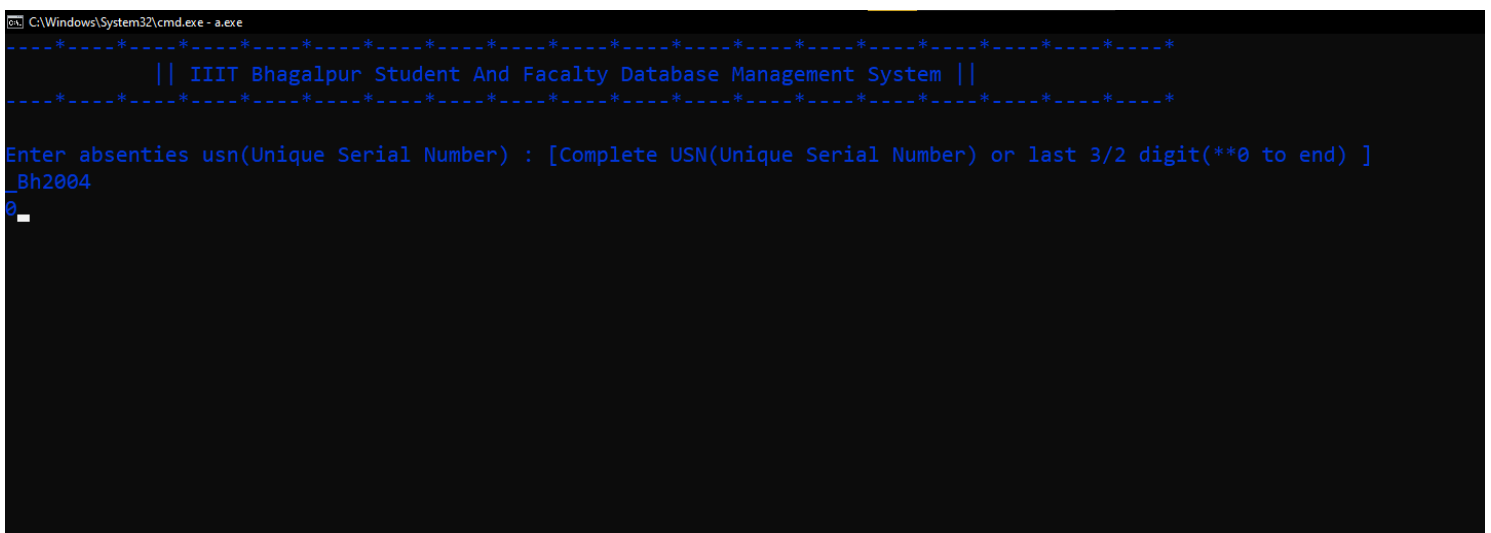 C:\Windows\System32\cmd.exe - a.exe
----*----*----*----*----*----*----*----*----*----*----*----*----*----*----*----*----*----*----*
|| IIIT Bhagalpur Student And Facalty Database Management System ||
----*----*----*----*----*----*----*----*----*----*----*----*----*----*----*----*----*----*----*
Enter absenties usn(Unique Serial Number) : [Complete USN(Unique Serial Number) or last 3/2 digit(**0 to end) ]
_Bh2004
0